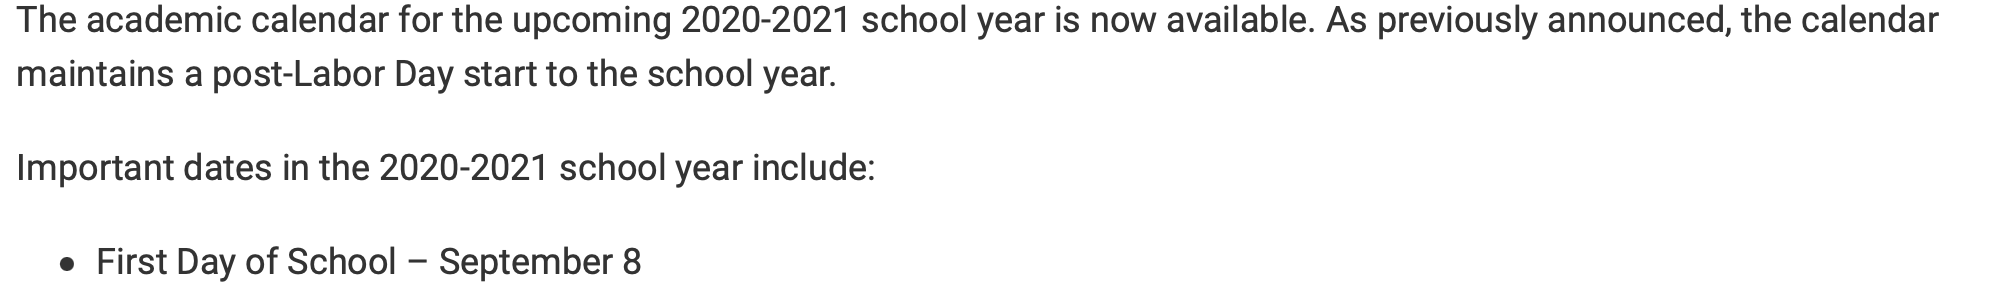 The academic calendar for the upcoming 2020-2021 school year is now available. As previously announced, the calendar
maintains a post-Labor Day start to the school year.
Important dates in the 2020-2021 school year include:
• First Day of School – September 8